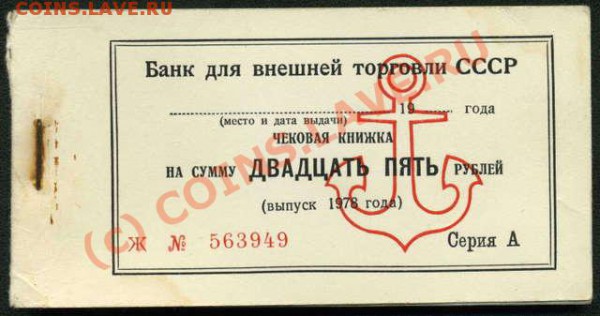 COINS.LAVE.RU
Банк для внешней торговли СССР
19 года
(место и дата выдачи)
ЧЕКОВАЯ КНИЖКА
НА СУММУ ДВАДЦАТЬ ПЯТЬ РУБЛЕЙ
(выпуск 1978 года)
Ж № 563949 Серия А
(c) COINS.LAVE.RU